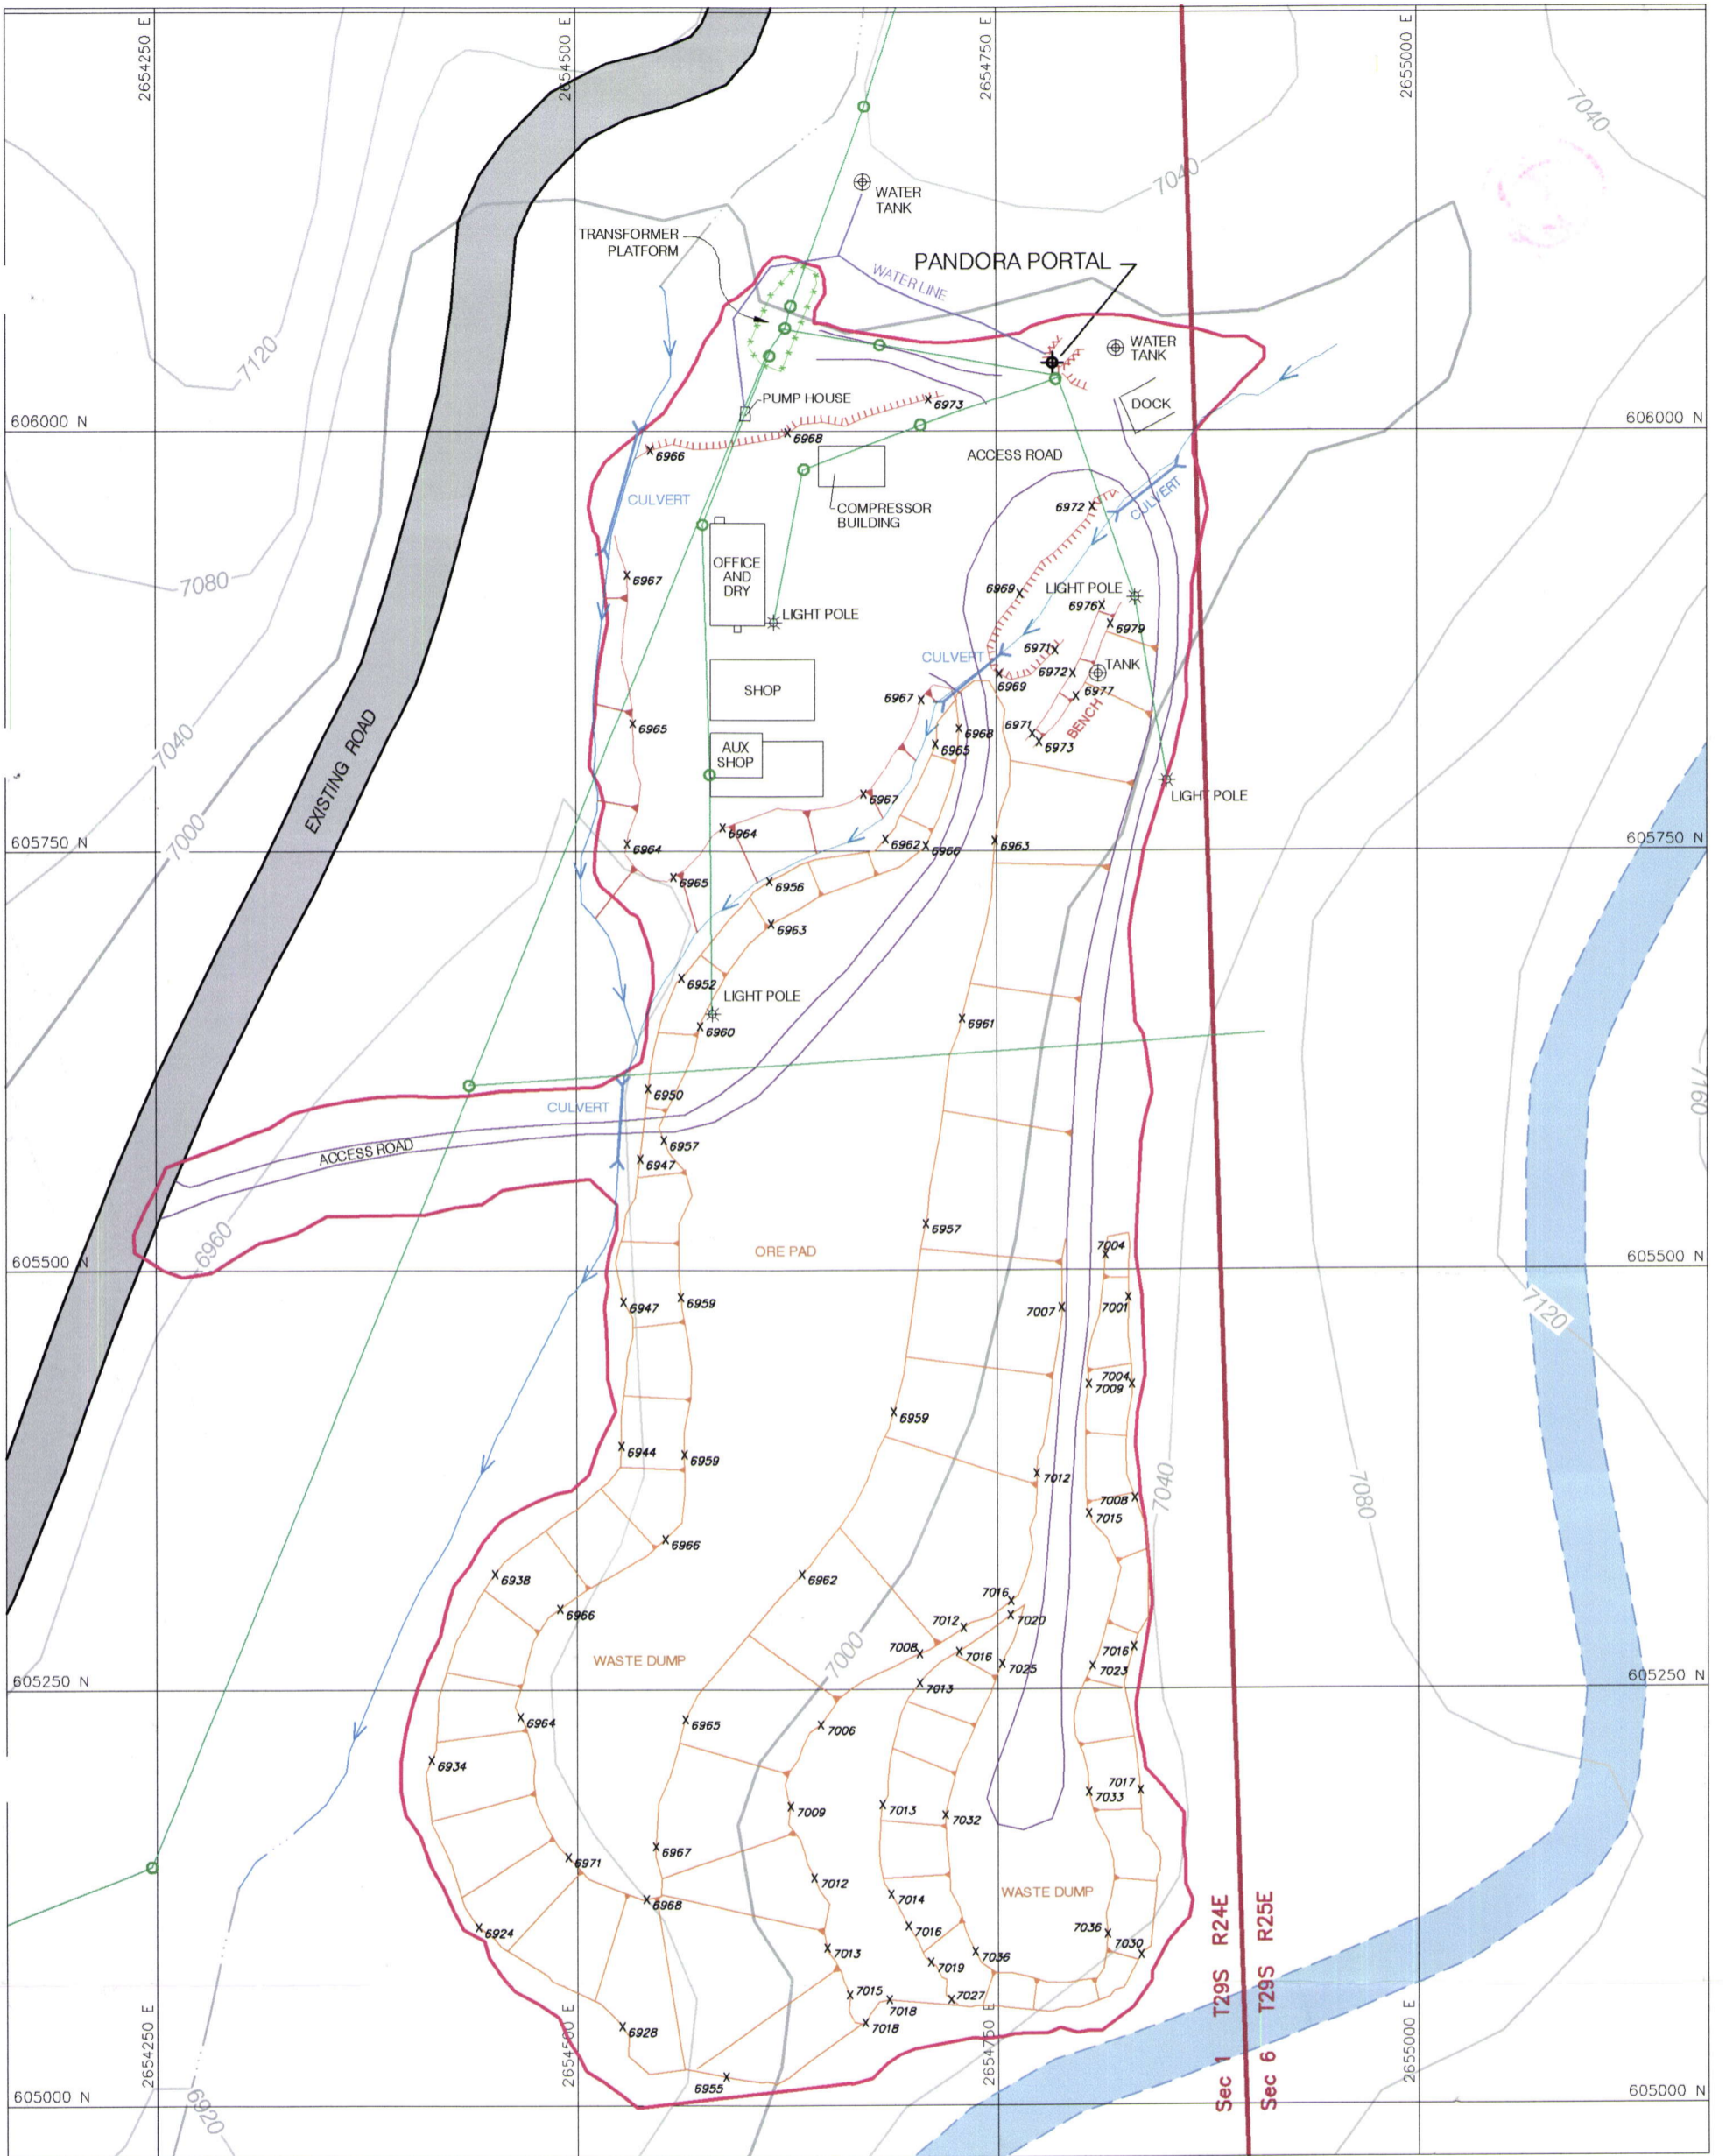 2654250 E
2654500 E
2654750 E
2655000 E
7040
7040
WATER
TANK
TRANSFORMER
PLATFORM
PANDORA PORTAL
WATER LINE
WATER
TANK
7120
PUMP HOUSE
6973
DOCK
606000 N
606000 N
6968
6966
ACCESS ROAD
CULVERT
COMPRESSOR
BUILDING
6972
CULVERT
7080
6967
OFFICE
AND
DRY
6969
LIGHT POLE
6976
LIGHT POLE
6979
6971
CULVERT
TANK
6972
6969
SHOP
6977
6967
7040
EXISTING ROAD
6965
6968
6971
BENCH
6973
6965
AUX
SHOP
6967
LIGHT POLE
7000
6964
605750 N
605750 N
6964
6962
6966
6963
6965
6956
6963
6952
LIGHT POLE
6960
6961
6950
CULVERT
7160
ACCESS ROAD
6957
6947
6960
6957
ORE PAD
7004
605500 N
605500 N
6947
6959
7007
7001
7120
7004
7009
6959
6944
6959
7012
7040
7080
7008
7015
6966
6938
6962
6966
7016
7020
7012
7008
7016
7016
7000
7025
7023
WASTE DUMP
605250 N
605250 N
7013
6964
6965
7006
6934
7017
7033
7009
7013
7032
6967
6971
7012
7014
WASTE DUMP
6968
7016
6924
7036
7030
7013
7036
7019
7015
7018
7027
7018
6928
6955
Sec 1 T29S R24E
Sec 6 T29S R25E
2654250 E
2654500 E
2654750 E
2655000 E
605000 N
605000 N
6920